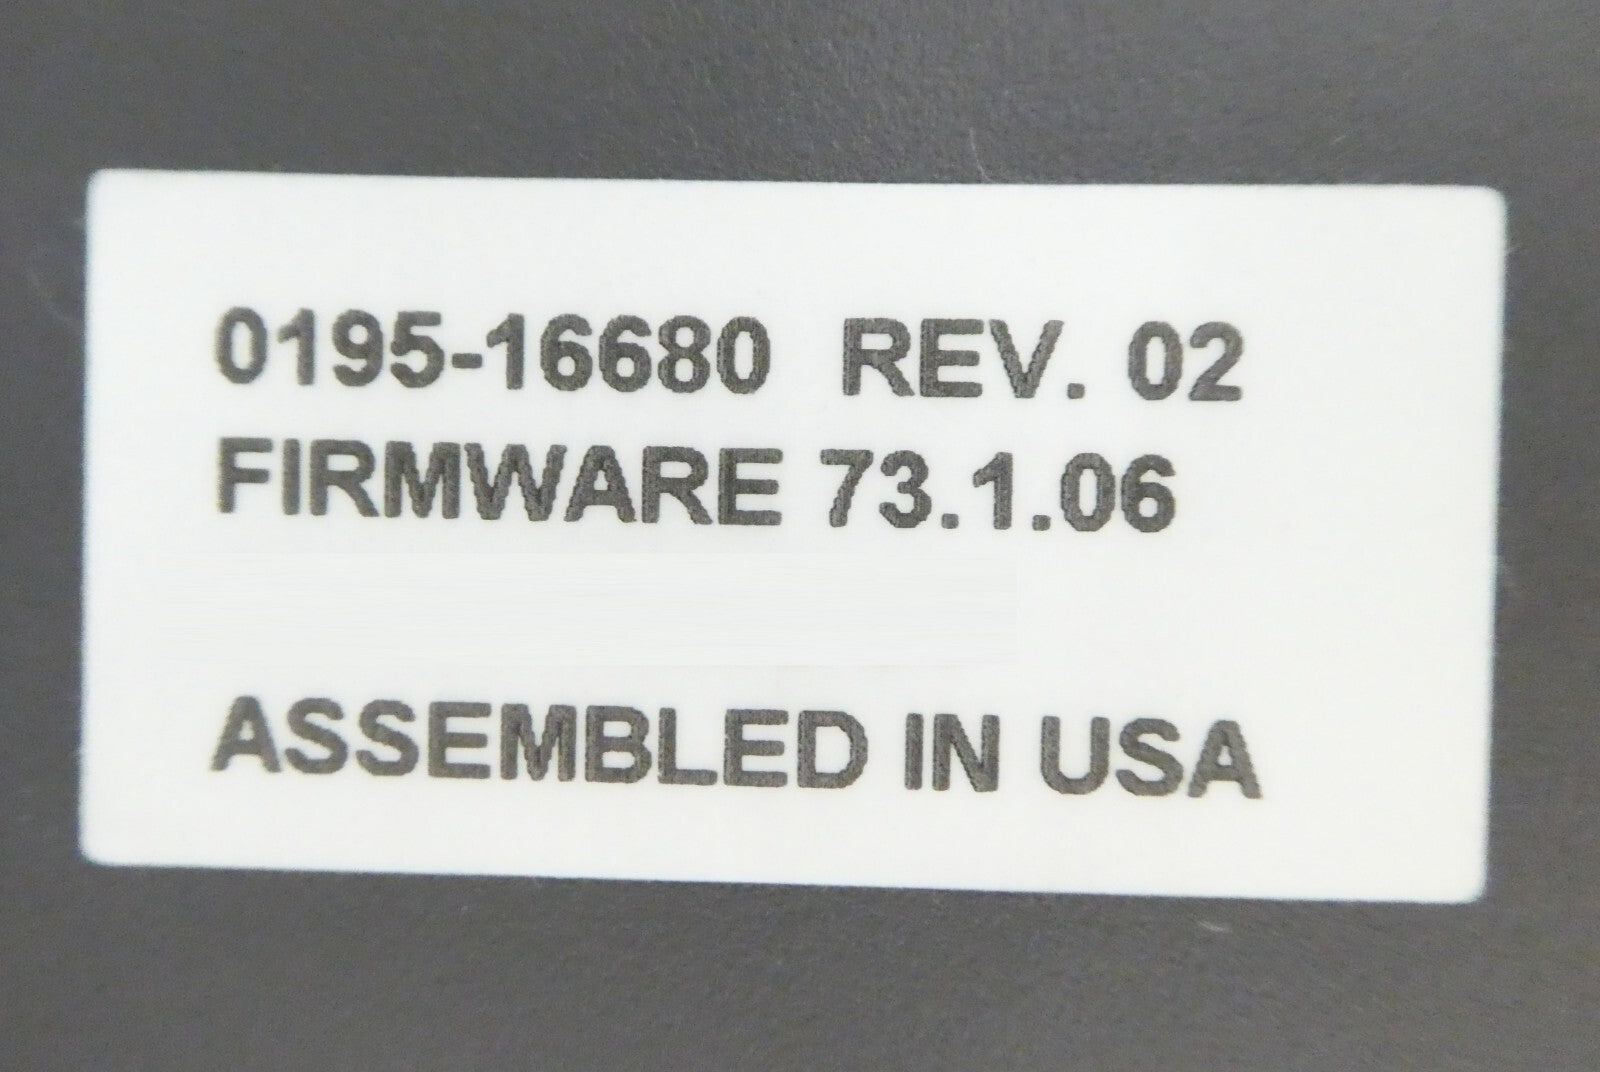 0195-16680 REV. 02
FIRMWARE 73.1.06
ASSEMBLED IN USA